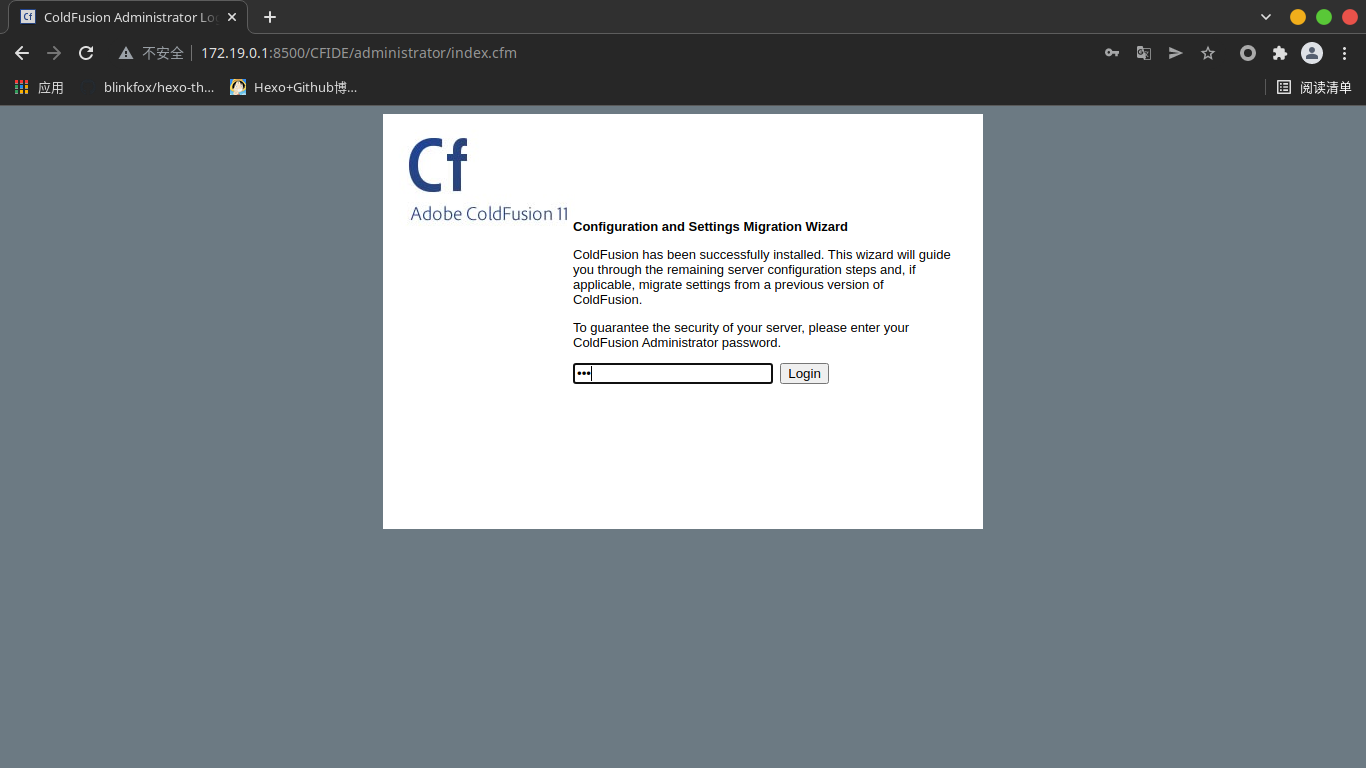 Cf ColdFusion Administrator Lo
不安全 172.19.0.1:8500/CFIDE/administrator/index.cfm
应用 blinkfox/hexo-th... Hexo+Github博... 阅读清单
Cf
Adobe ColdFusion 11
Configuration and Settings Migration Wizard
ColdFusion has been successfully installed. This wizard will guide
you through the remaining server configuration steps and, if
applicable, migrate settings from a previous version of
ColdFusion.
To guarantee the security of your server, please enter your
ColdFusion Administrator password.
••• Login